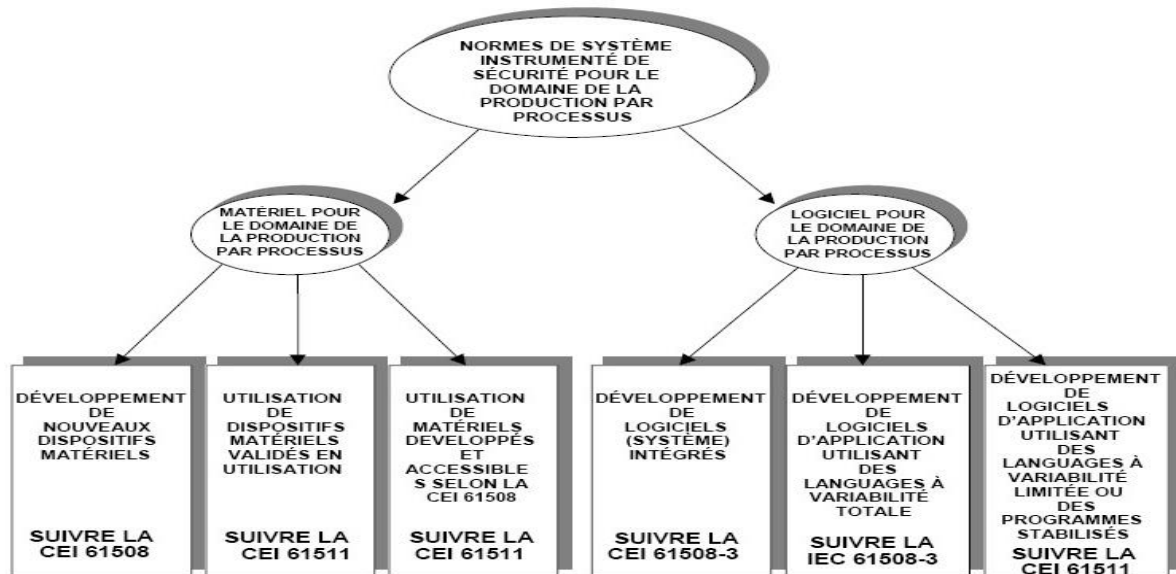 NORMES DE SYSTÈME
INSTRUMENTÉ DE
SÉCURITÉ POUR LE
DOMAINE DE LA
PRODUCTION PAR
PROCESSUS
MATÉRIEL POUR
LE DOMAINE DE
LA PRODUCTION
PAR PROCESSUS
LOGICIEL POUR
LE DOMAINE DE
LA PRODUCTION
PAR PROCESSUS
DÉVELOPPEMENT
DE
NOUVEAUX
DISPOSITIFS
MATÉRIELS
SUIVRE LA
CEI 61508
UTILISATION
DE
DISPOSITIFS
MATÉRIELS
VALIDÉS EN
UTILISATION
SUIVRE LA
CEI 61511
UTILISATION
DE
MATÉRIELS
DEVELOPPÉS
ET
ACCESSIBLE
S SELON LA
CEI 61508
SUIVRE LA
CEI 61511
DÉVELOPPEMENT
DE
LOGICIELS
(SYSTÈME)
INTÉGRÉS
SUIVRE LA
CEI 61508-3
DÉVELOPPEMENT
DE
LOGICIELS
D'APPLICATION
UTILISANT
DES
LANGUAGES À
VARIABILITÉ
TOTALE
SUIVRE LA
IEC 61508-3
DÉVELOPPEMENT
DE
LOGICIELS
D'APPLICATION
UTILISANT
DES
LANGUAGES À
VARIABILITÉ
LIMITÉE OU
DES
PROGRAMMES
STABILISÉS
SUIVRE LA
CEI 61511